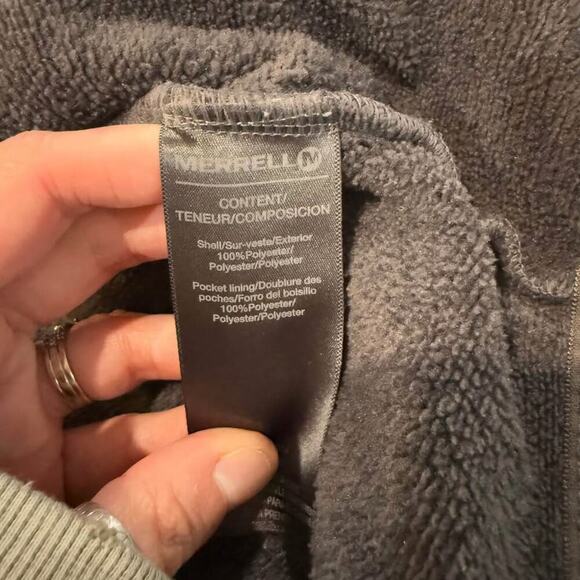 MERRELL
CONTENT/
TENEUR/COMPOSICION
Shell/Sur-veste/Exterior
100%Polyester/
Polyester/Polyester
Pocket lining/Doublure des
poches/Forro del bolsillo
100%Polyester/
Polyester/Polyester